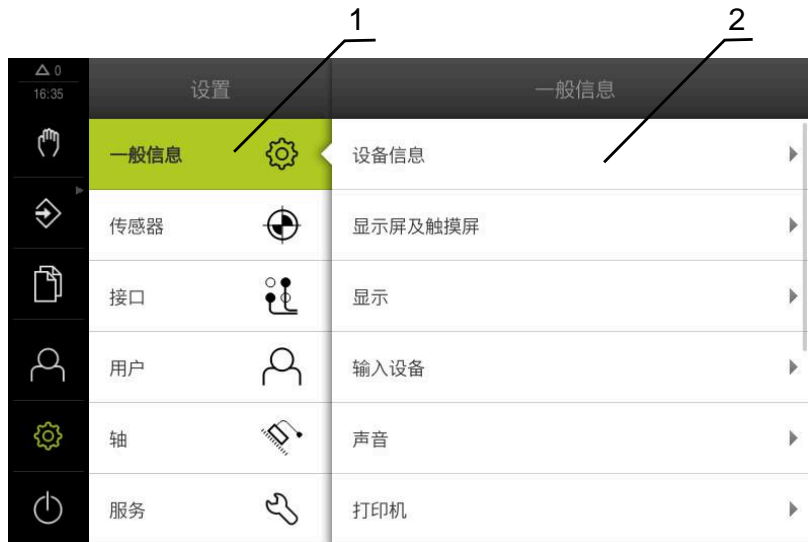 1
2
0
16:35
设置
一般信息
一般信息
设备信息
传感器
显示屏及触摸屏
接口
显示
用户
输入设备
轴
声音
服务
打印机